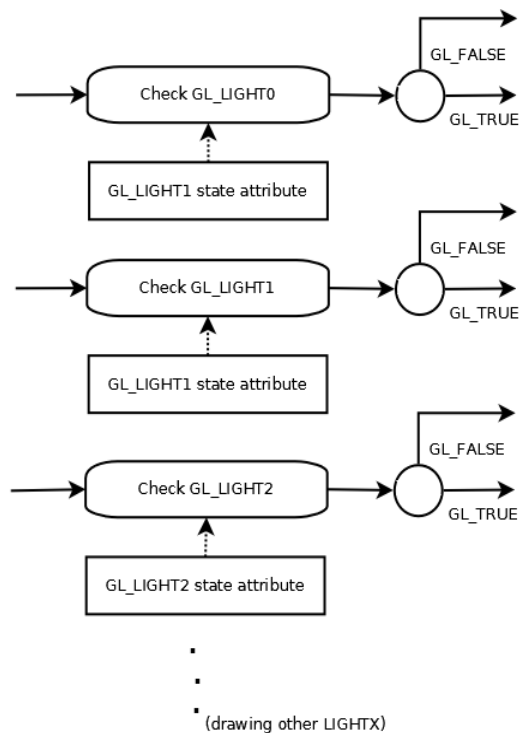 GL_FALSE
Check GL_LIGHT0
GL_TRUE
GL_LIGHT1 state attribute
GL_FALSE
Check GL_LIGHT1
GL_TRUE
GL_LIGHT1 state attribute
GL_FALSE
Check GL_LIGHT2
GL_TRUE
GL_LIGHT2 state attribute
(drawing other LIGHTX)